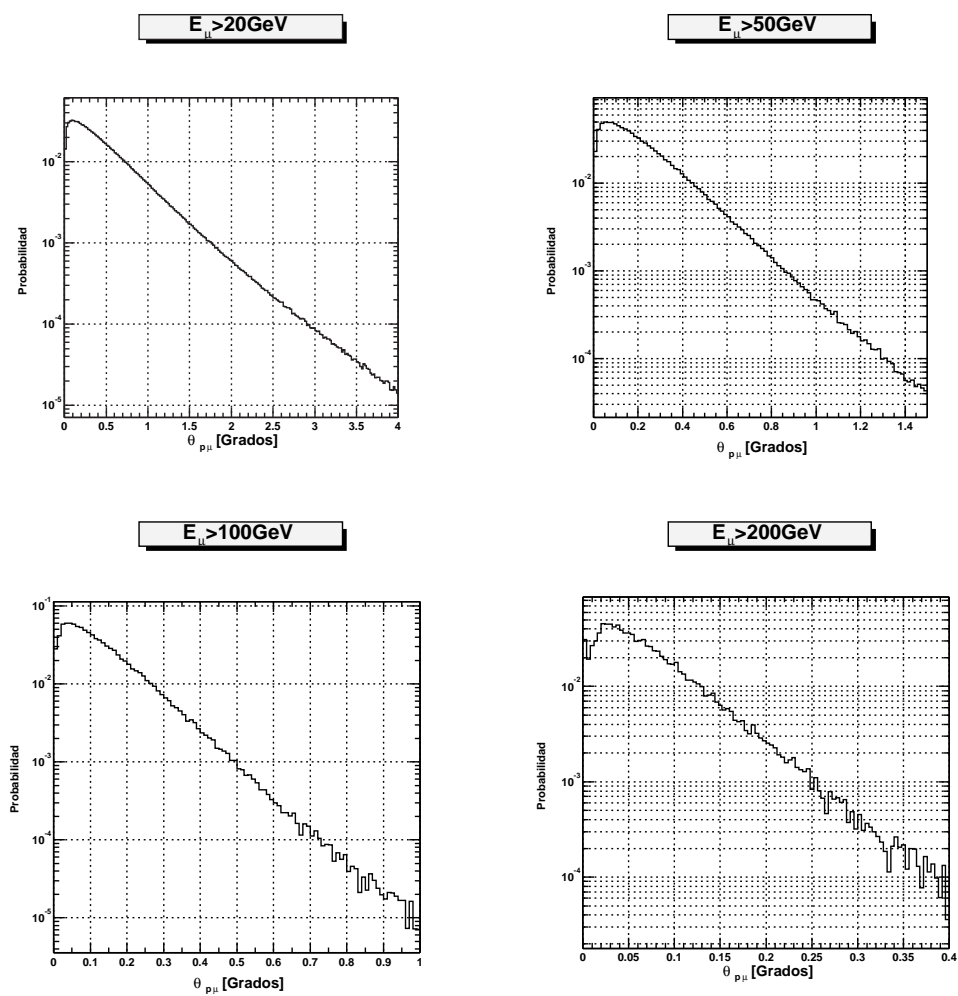 E_μ>20GeV
10^-2
10^-3
10^-4
10^-5
Probabilidad
0 0.5 1 1.5 2 2.5 3 3.5 4
θ_pμ [Grados]
E_μ>50GeV
10^-2
10^-3
10^-4
Probabilidad
0 0.2 0.4 0.6 0.8 1 1.2 1.4
θ_pμ [Grados]
E_μ>100GeV
10^-1
10^-2
10^-3
10^-4
10^-5
Probabilidad
0 0.1 0.2 0.3 0.4 0.5 0.6 0.7 0.8 0.9 1
θ_pμ [Grados]
E_μ>200GeV
10^-2
10^-3
10^-4
Probabilidad
0 0.05 0.1 0.15 0.2 0.25 0.3 0.35 0.4
θ_pμ [Grados]